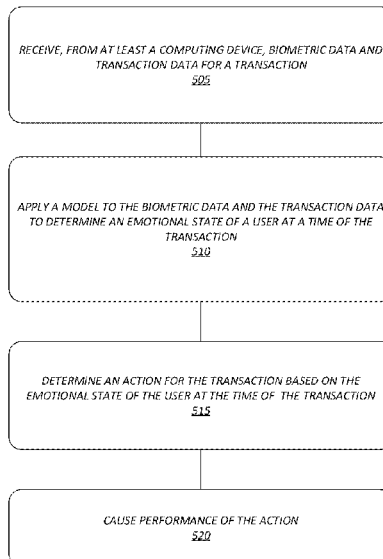 RECEIVE, FROM AT LEAST A COMPUTING DEVICE, BIOMETRIC DATA AND
TRANSACTION DATA FOR A TRANSACTION
505
APPLY A MODEL TO THE BIOMETRIC DATA AND THE TRANSACTION DATA
TO DETERMINE AN EMOTIONAL STATE OF A USER AT A TIME OF THE
TRANSACTION
510
DETERMINE AN ACTION FOR THE TRANSACTION BASED ON THE
EMOTIONAL STATE OF THE USER AT THE TIME OF THE TRANSACTION
515
CAUSE PERFORMANCE OF THE ACTION
520